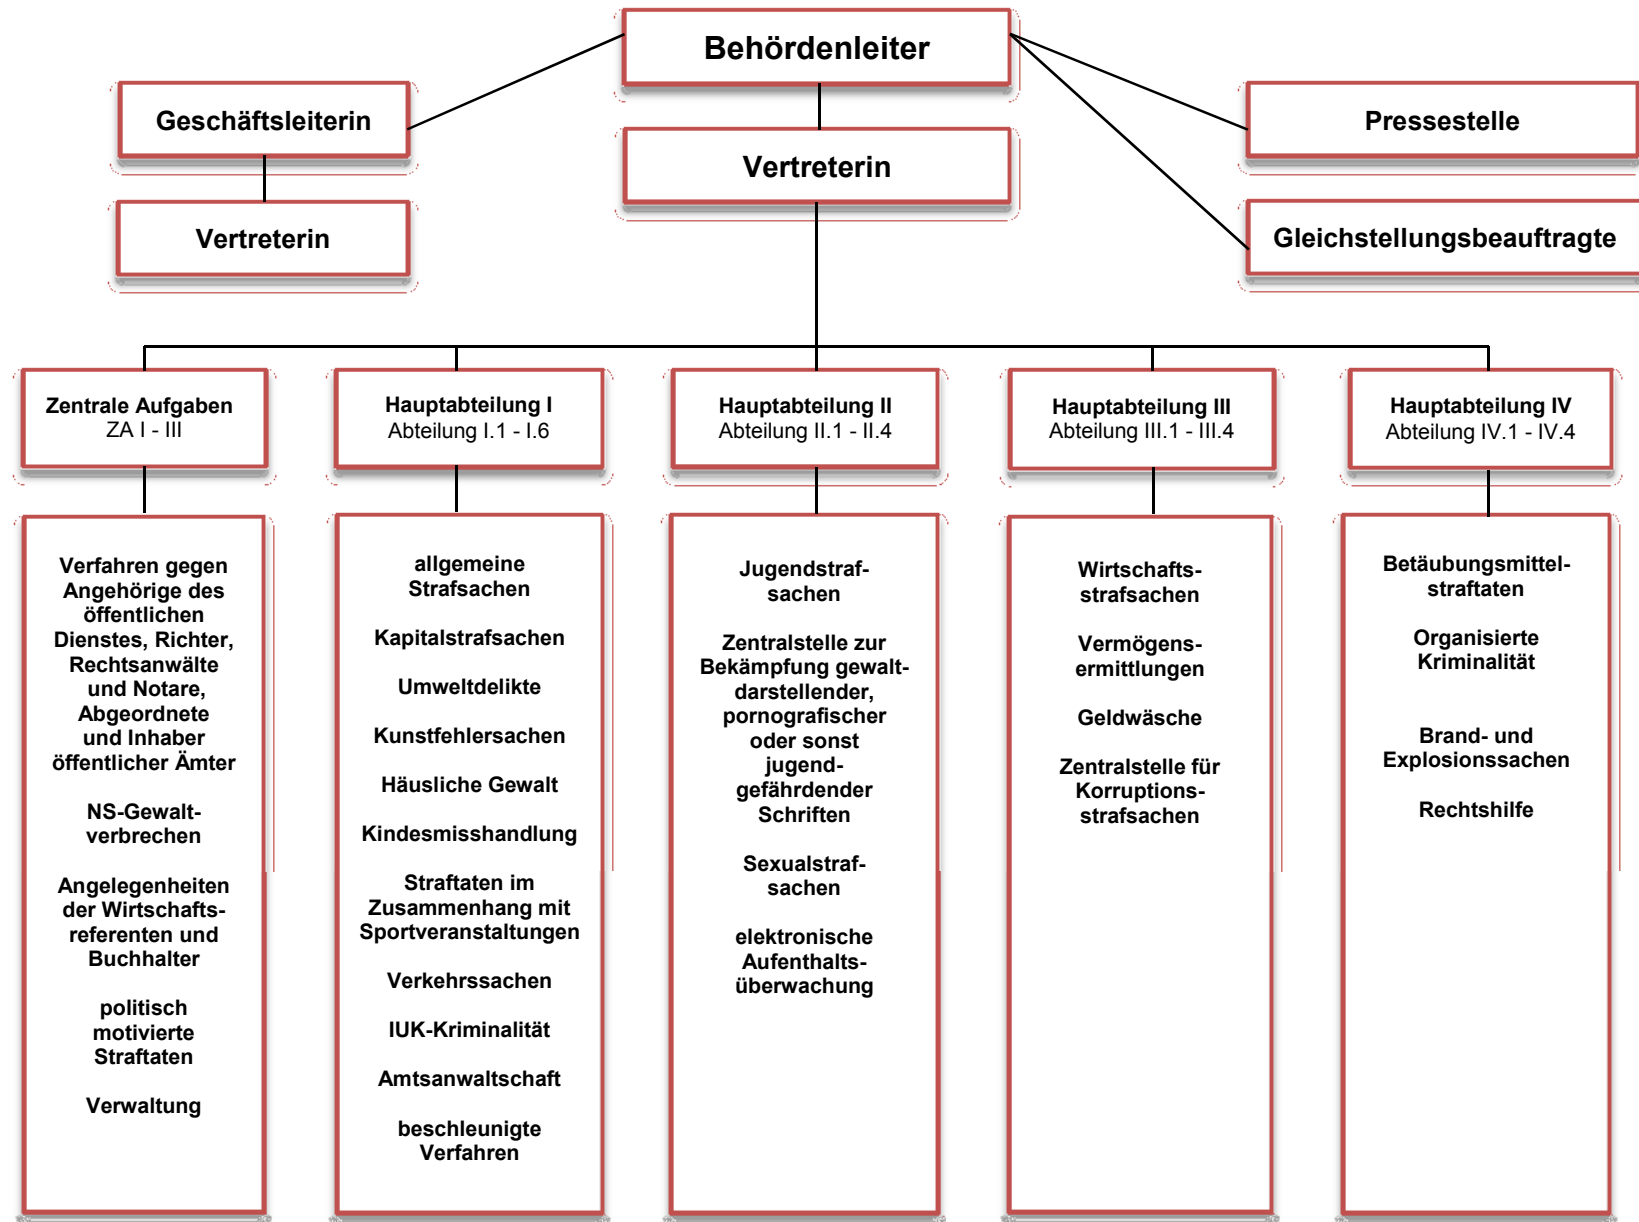 Behördenleiter
Geschäftsleiterin
Pressestelle
Vertreterin
Vertreterin
Gleichstellungsbeauftragte
Zentrale Aufgaben
ZA I - III
Hauptabteilung I
Abteilung I.1 - I.6
Hauptabteilung II
Abteilung II.1 - II.4
Hauptabteilung III
Abteilung III.1 - III.4
Hauptabteilung IV
Abteilung IV.1 - IV.4
Verfahren gegen
Angehörige des
öffentlichen
Dienstes, Richter,
Rechtsanwälte
und Notare,
Abgeordnete
und Inhaber
öffentlicher Ämter
NS-Gewalt-
verbrechen
Angelegenheiten
der Wirtschafts-
referenten und
Buchhalter
politisch
motivierte
Straftaten
Verwaltung
allgemeine
Strafsachen
Kapitalstrafsachen
Umweltdelikte
Kunstfehlersachen
Häusliche Gewalt
Kindesmisshandlung
Straftaten im
Zusammenhang mit
Sportveranstaltungen
Verkehrssachen
IUK-Kriminalität
Amtsanwaltschaft
beschleunigte
Verfahren
Jugendstraf-
sachen
Zentralstelle zur
Bekämpfung gewalt-
darstellender,
pornografischer
oder sonst
jugend-
gefährdender
Schriften
Sexualstraf-
sachen
elektronische
Aufenthalts-
überwachung
Wirtschafts-
strafsachen
Vermögens-
ermittlungen
Geldwäsche
Zentralstelle für
Korruptions-
strafsachen
Betäubungsmittel-
straftaten
Organisierte
Kriminalität
Brand- und
Explosionssachen
Rechtshilfe